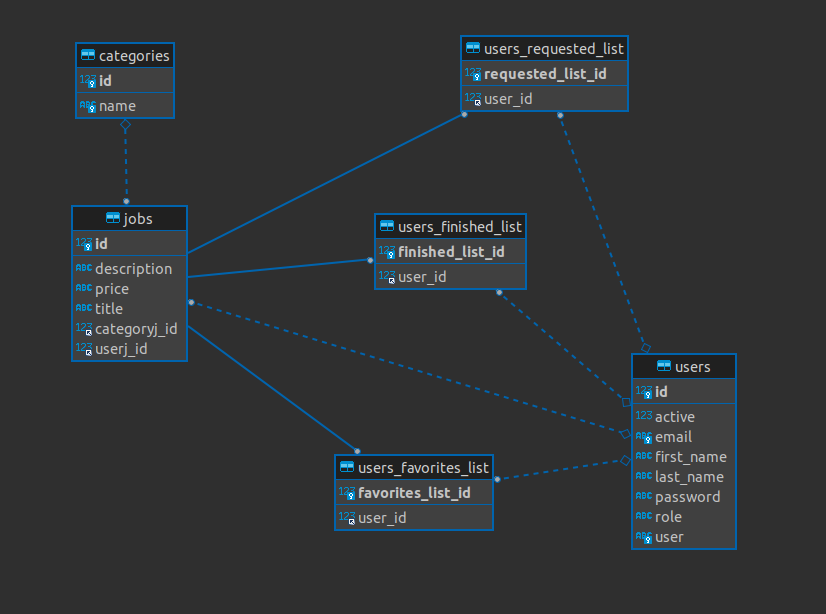 categories
123 id
ABC name
users_requested_list
123 requested_list_id
123 user_id
jobs
123 id
ABC description
ABC price
ABC title
123 categoryj_id
123 userj_id
users_finished_list
123 finished_list_id
123 user_id
users_favorites_list
123 favorites_list_id
123 user_id
users
123 id
123 active
ABC email
ABC first_name
ABC last_name
ABC password
ABC role
ABC user